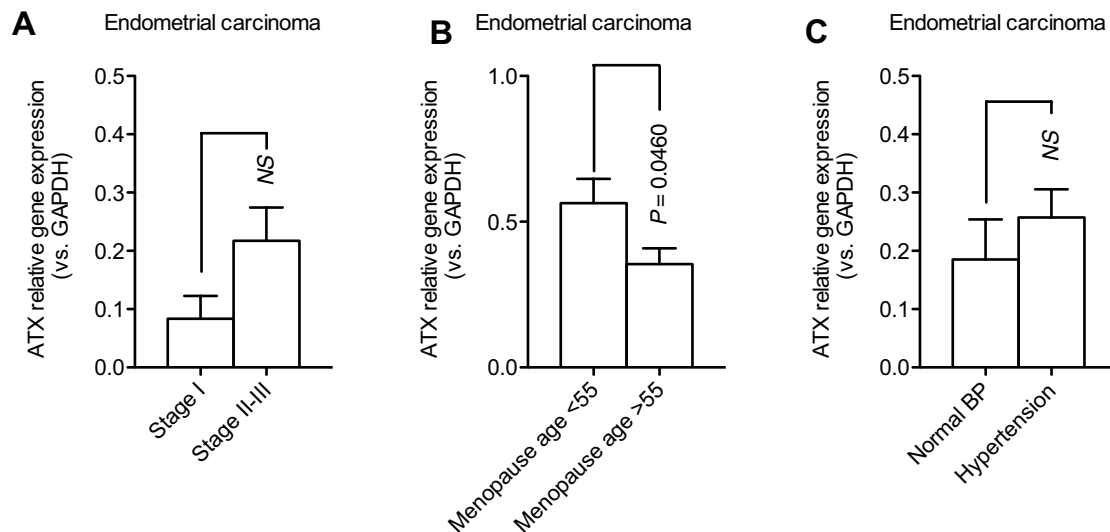 A
Endometrial carcinoma
ATX relative gene expression
(vs. GAPDH)
0.5
0.4
0.3
0.2
0.1
0.0
NS
Stage I
Stage II-III
B
Endometrial carcinoma
ATX relative gene expression
(vs. GAPDH)
1.0
0.5
0.0
P = 0.0460
Menopause age <55
Menopause age >55
C
Endometrial carcinoma
ATX relative gene expression
(vs. GAPDH)
0.5
0.4
0.3
0.2
0.1
0.0
NS
Normal BP
Hypertension